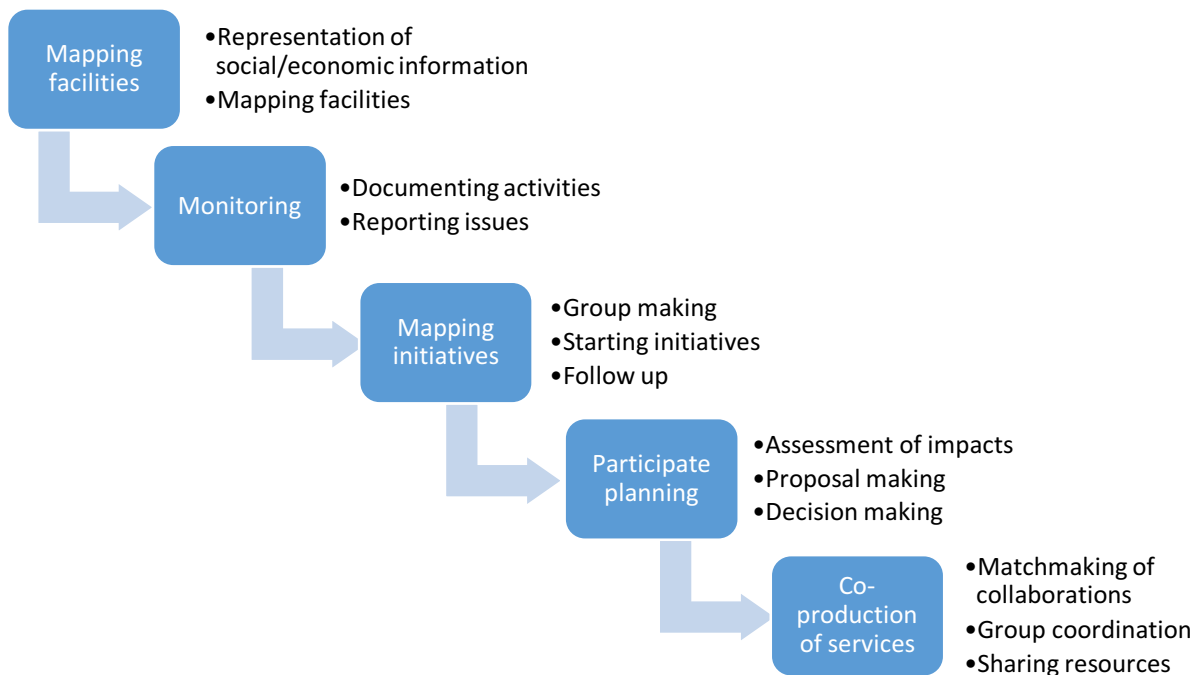 Mapping
facilities
•Representation of
social/economic information
•Mapping facilities
Monitoring
•Documenting activities
•Reporting issues
Mapping
initiatives
•Group making
•Starting initiatives
•Follow up
Participate
planning
•Assessment of impacts
•Proposal making
•Decision making
Co-
production
of services
•Matchmaking of
collaborations
•Group coordination
•Sharing resources